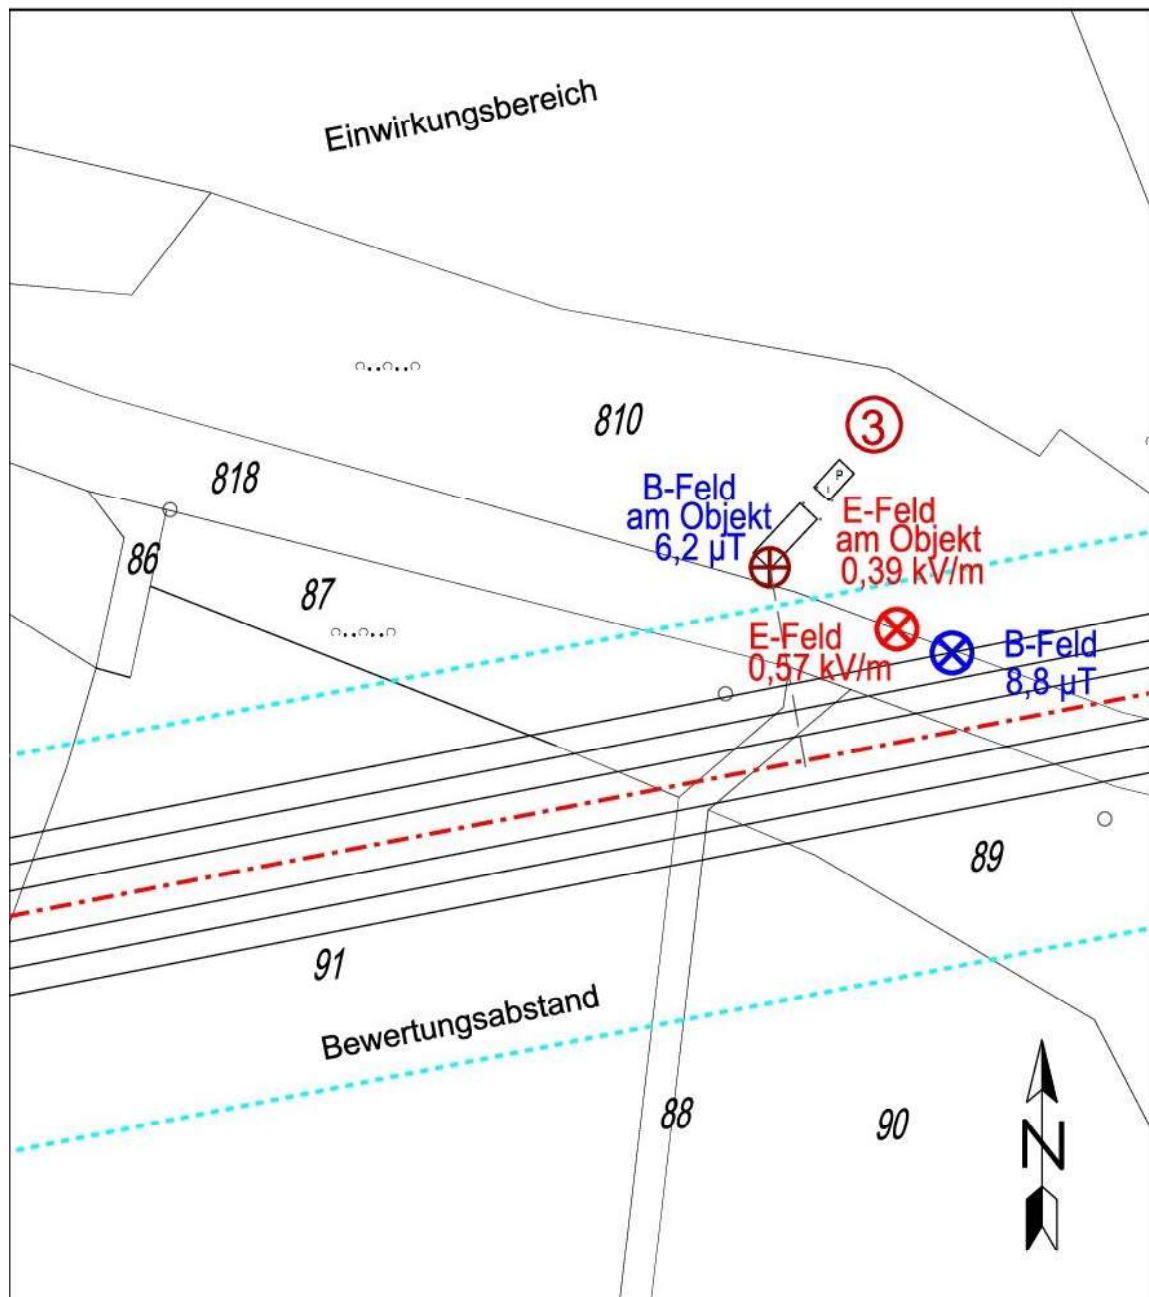 Einwirkungsbereich
810
3
818
B-Feld
am Objekt
6,2 µT
E-Feld
am Objekt
0,39 kV/m
86
87
E-Feld
0,57 kV/m
B-Feld
8,8 µT
89
91
Bewertungsabstand
88
90
N